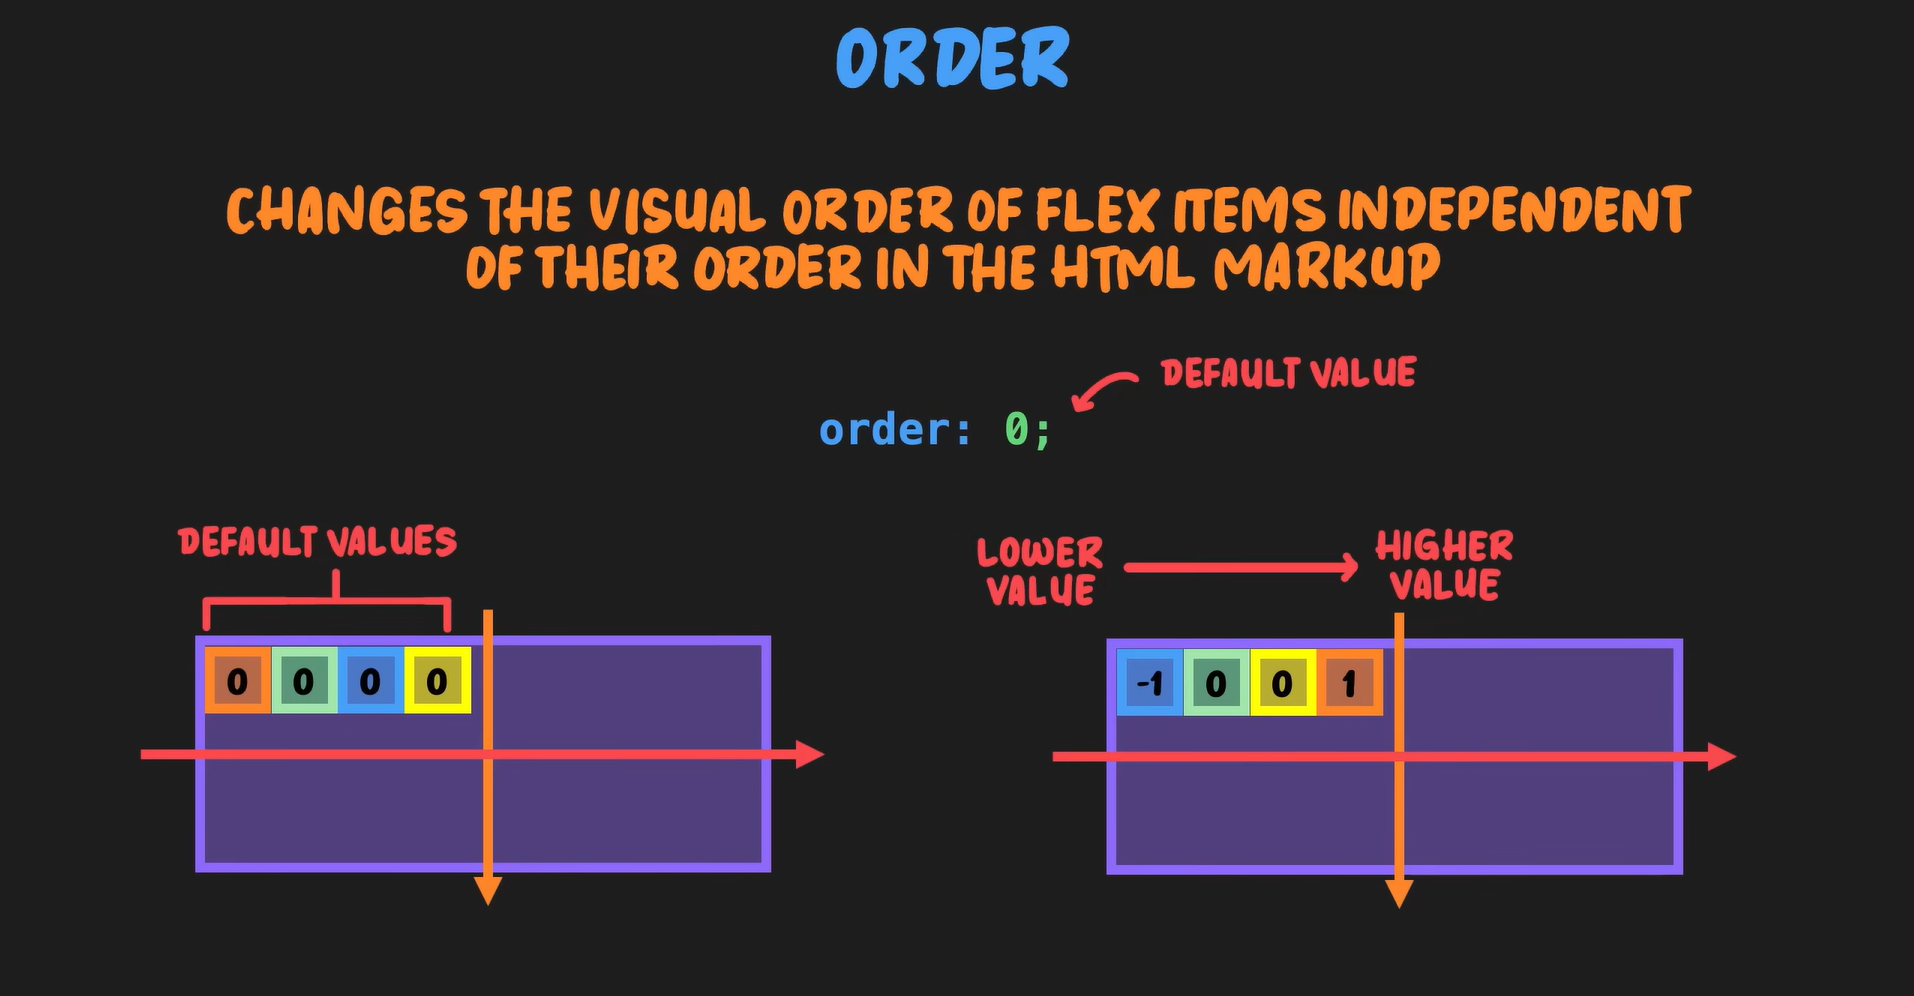 ORDER
CHANGES THE VISUAL ORDER OF FLEX ITEMS INDEPENDENT
OF THEIR ORDER IN THE HTML MARKUP
DEFAULT VALUE
order: 0;
DEFAULT VALUES
0 0 0 0
LOWER
VALUE
HIGHER
VALUE
-1 0 0 1